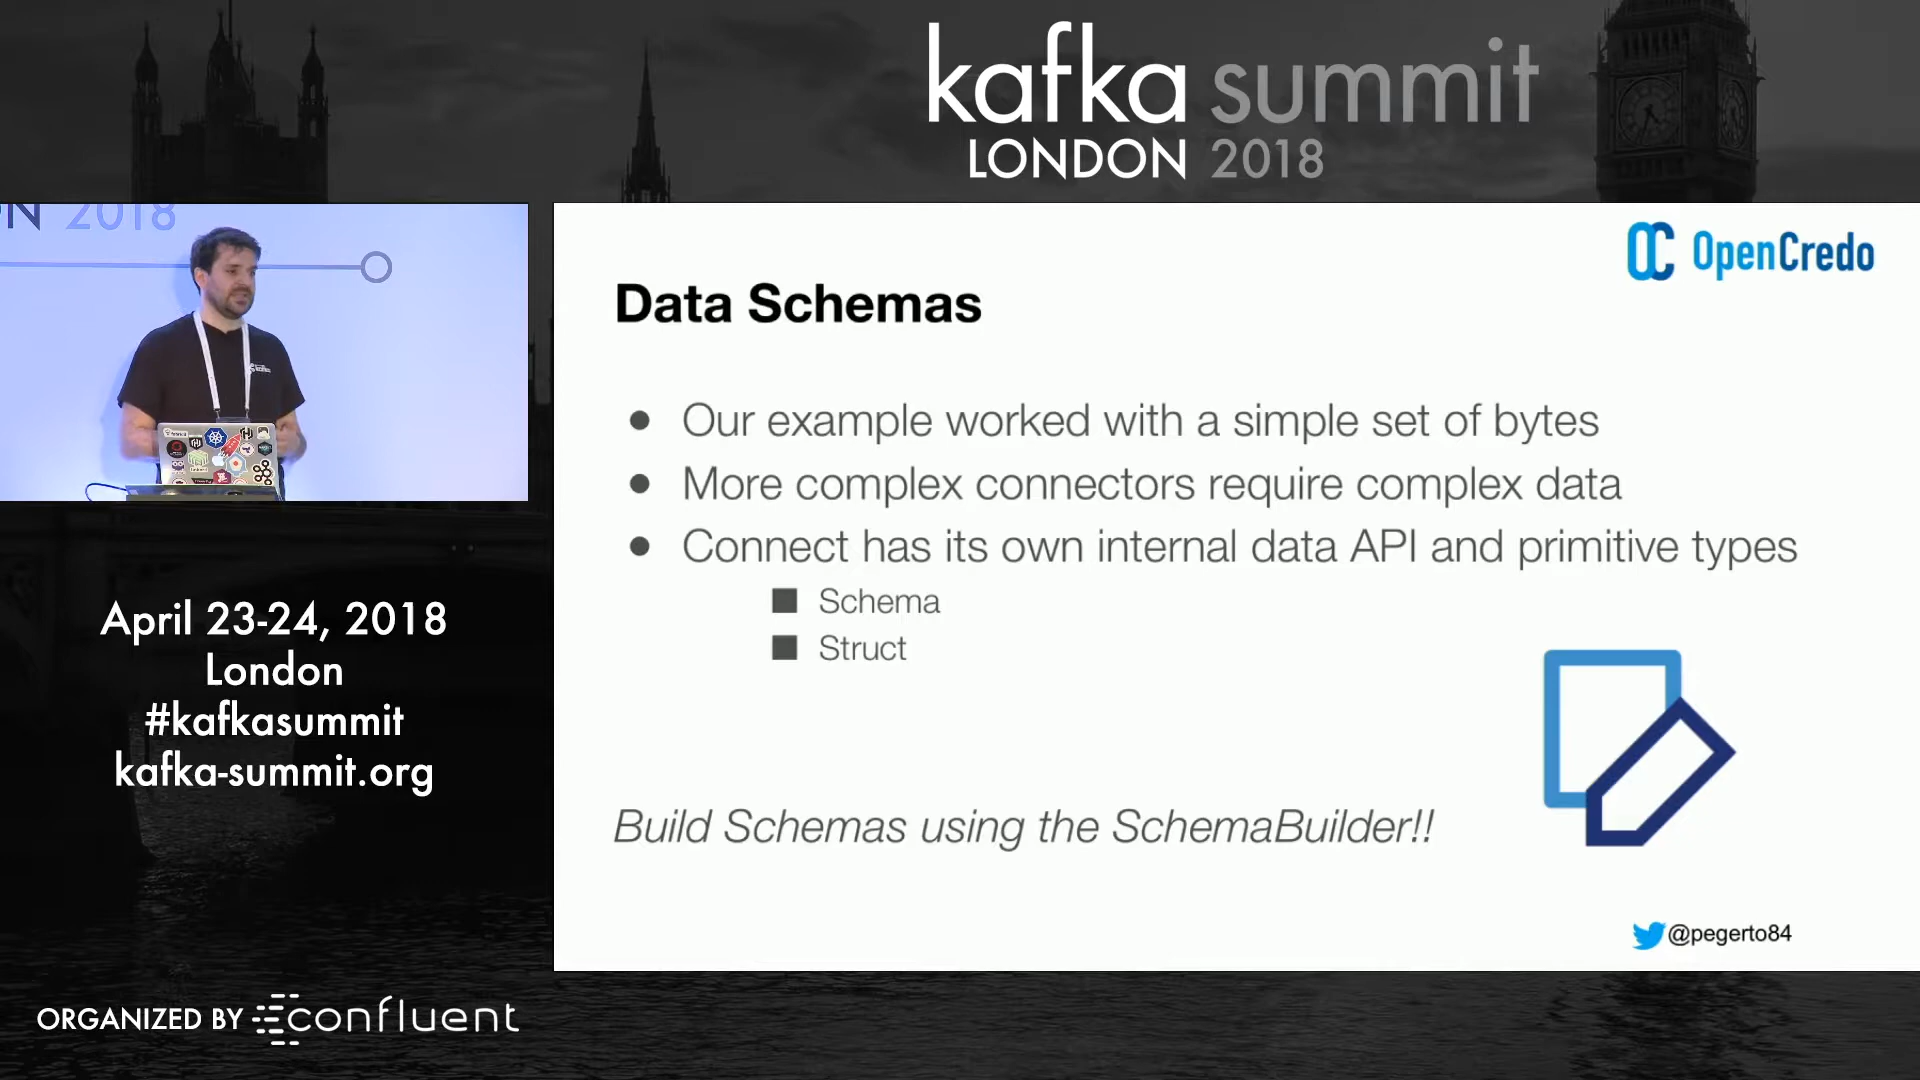 kafka summit
LONDON 2018
N 2018
OpenCredo
Data Schemas
● Our example worked with a simple set of bytes
● More complex connectors require complex data
● Connect has its own internal data API and primitive types
■ Schema
■ Struct
Build Schemas using the SchemaBuilder!!
@pegerto84
April 23-24, 2018
London
#kafkasummit
kafka-summit.org
ORGANIZED BY confluent